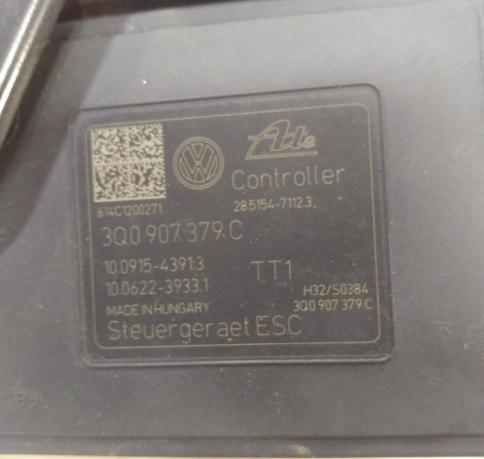 Ate
Controller
614C1200271
28.5154-7112.3
3Q0 907 379 C
10.0915-4391.3
TT1
10.0622-3933.1
H32/S0384
MADE IN HUNGARY
3Q0 907 379 C
Steuergeraet ESC